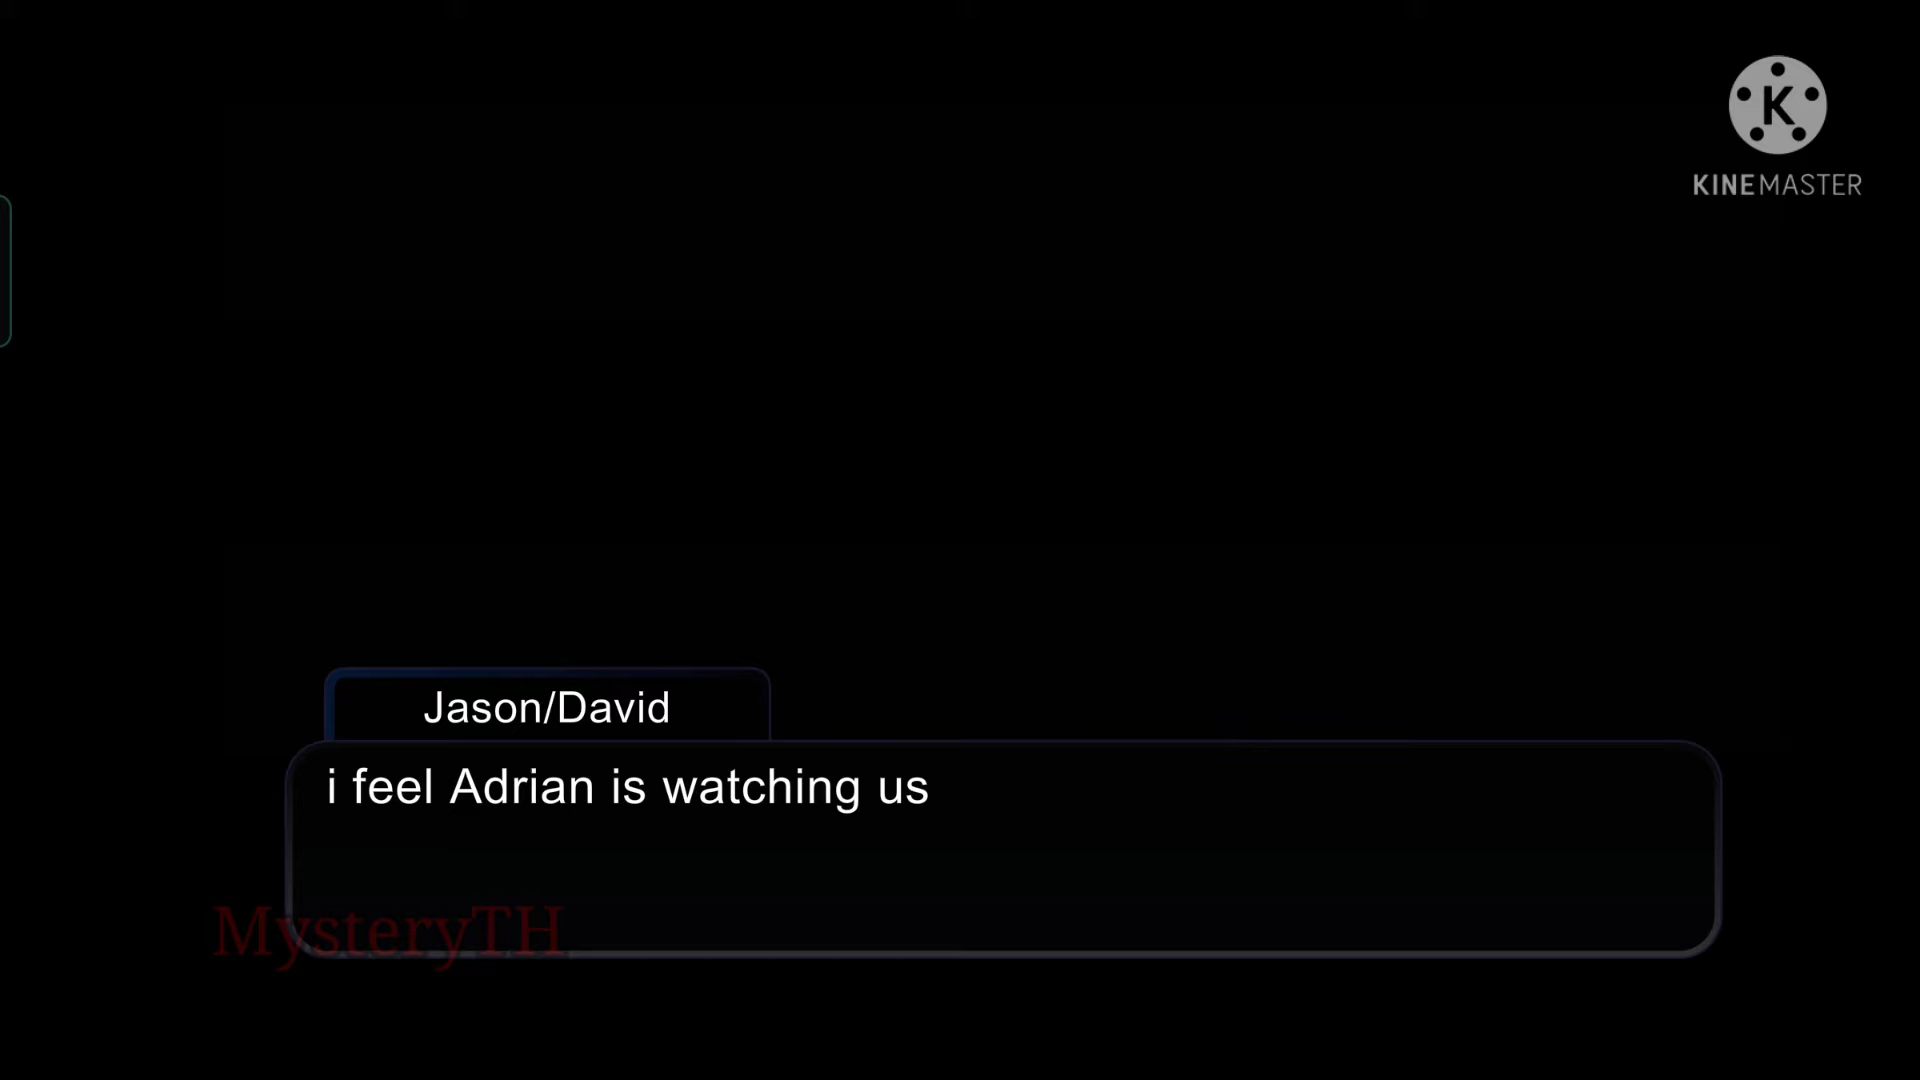 K
KINEMASTER
Jason/David
i feel Adrian is watching us
MysteryTH